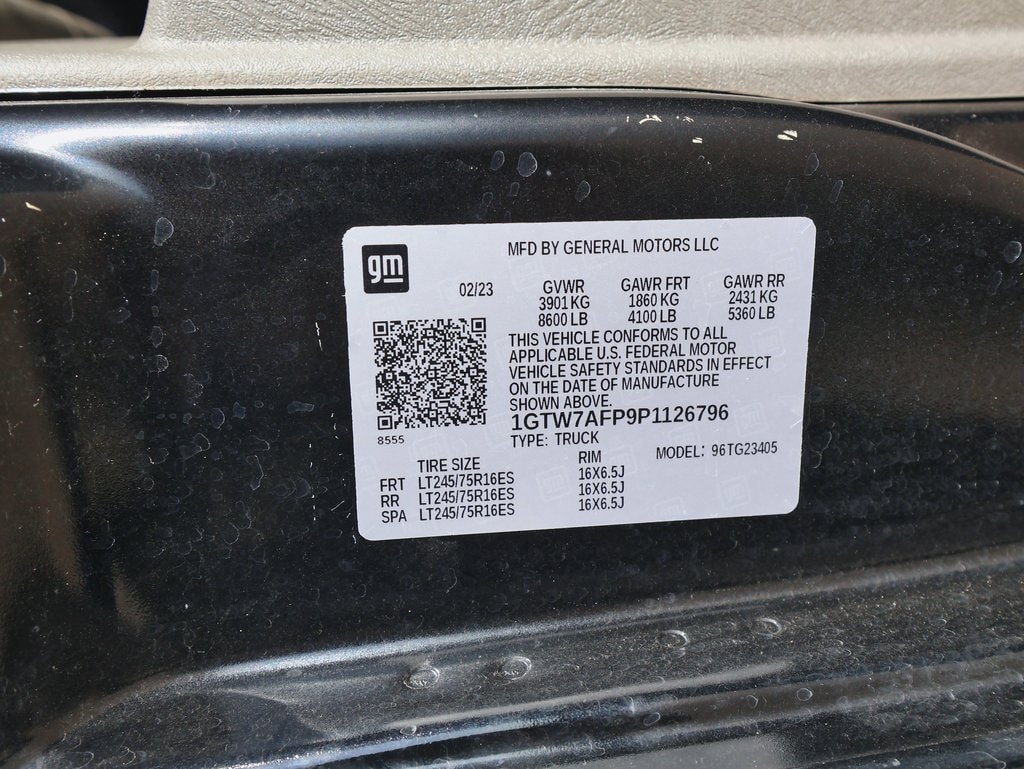 gm
MFD BY GENERAL MOTORS LLC
02/23 GVWR GAWR FRT GAWR RR
3901 KG 1860 KG 2431 KG
8600 LB 4100 LB 5360 LB
THIS VEHICLE CONFORMS TO ALL
APPLICABLE U.S. FEDERAL MOTOR
VEHICLE SAFETY STANDARDS IN EFFECT
ON THE DATE OF MANUFACTURE
SHOWN ABOVE.
1GTW7AFP9P1126796
8555
TYPE: TRUCK
MODEL: 96TG23405
TIRE SIZE RIM
FRT LT245/75R16ES 16X6.5J
RR LT245/75R16ES 16X6.5J
SPA LT245/75R16ES 16X6.5J